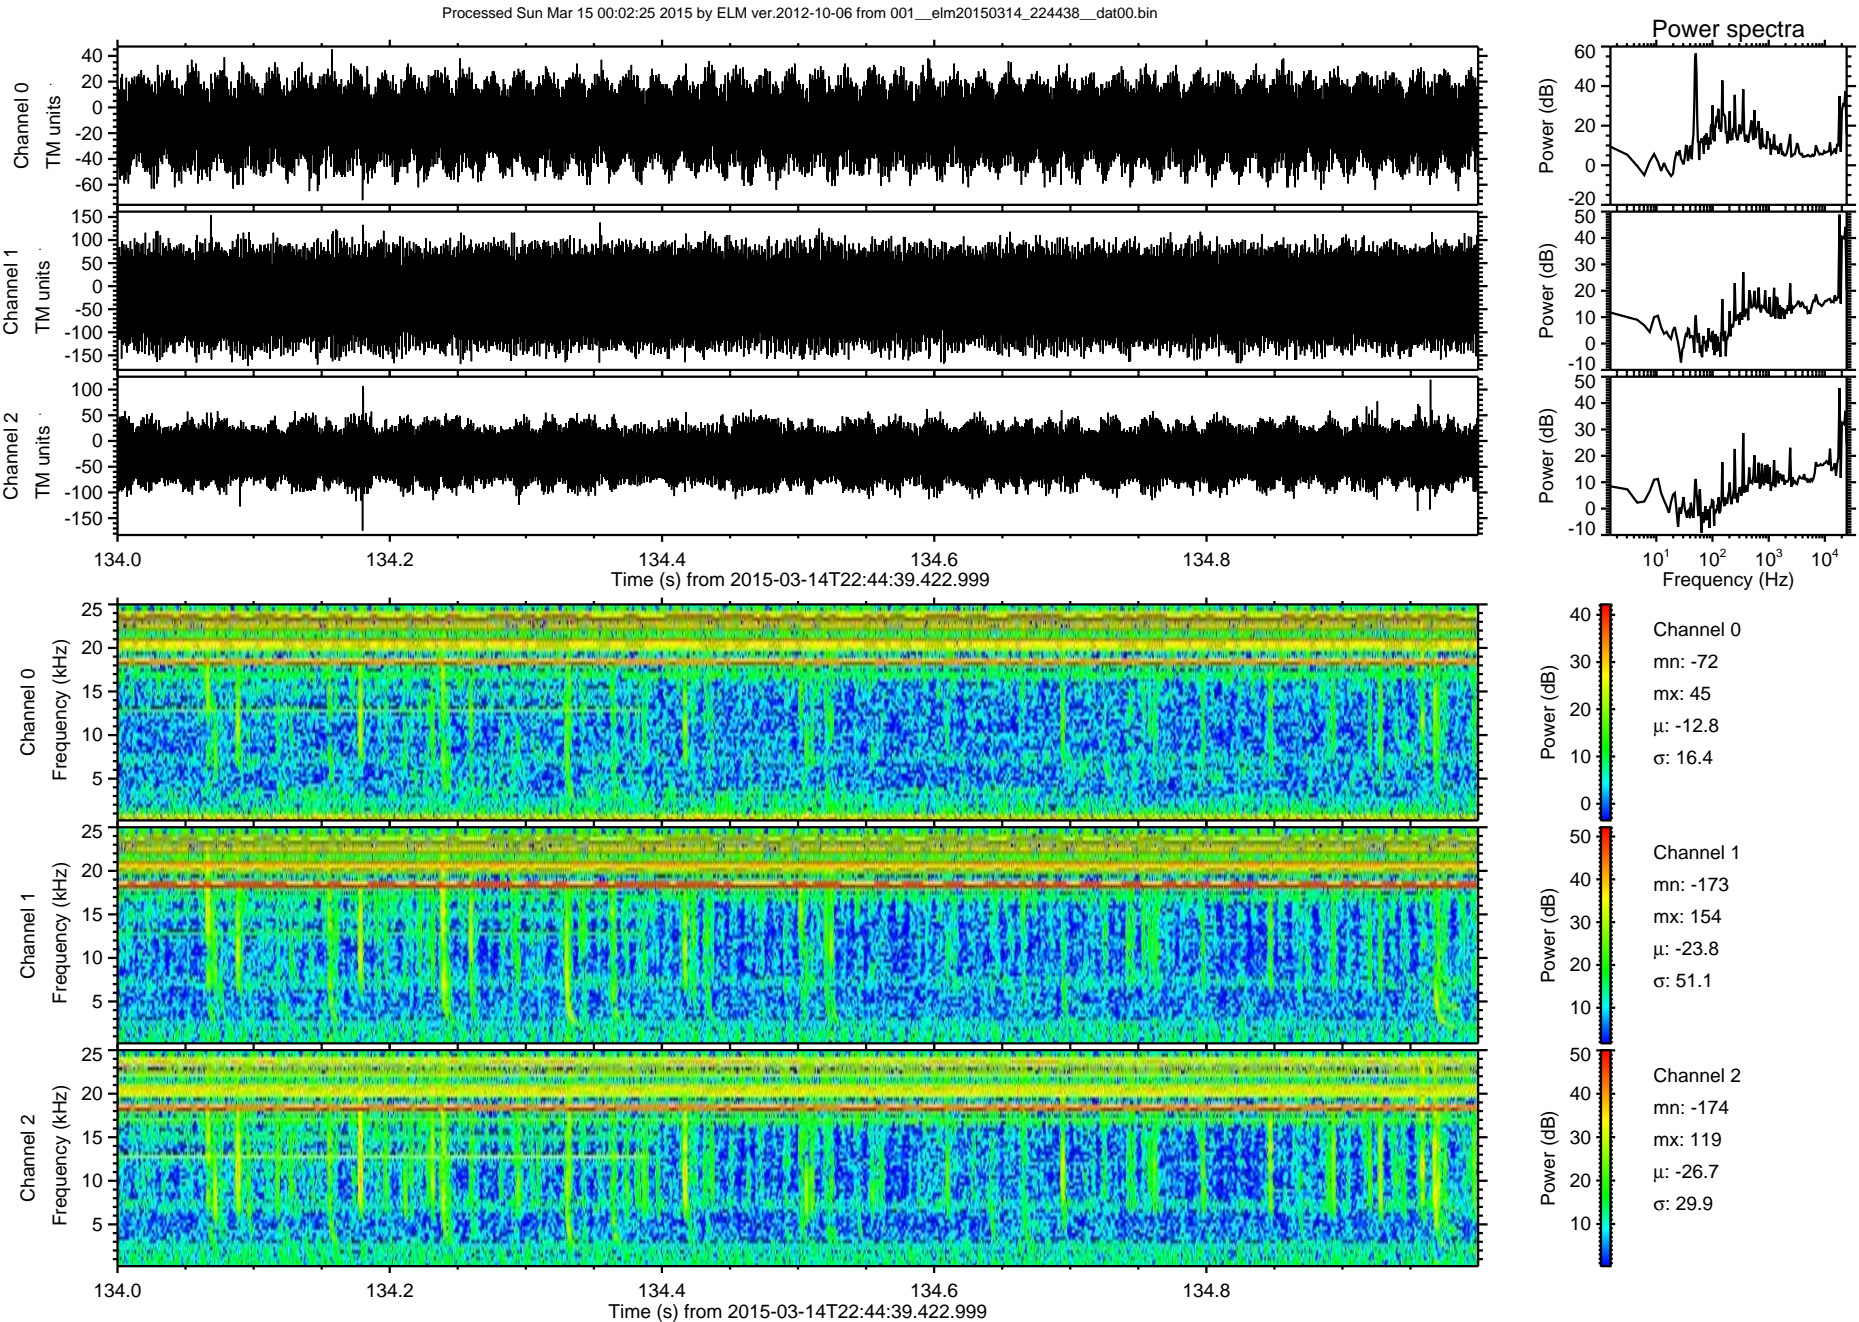 Processed Sun Mar 15 00:02:25 2015 by ELM ver.2012-10-06 from 001__elm20150314_224438__dat00.bin
Power spectra
Channel 0
TM units
40
20
0
-20
-40
-60
Power (dB)
60
40
20
0
-20
Channel 1
TM units
150
100
50
0
-50
-100
-150
Power (dB)
50
40
30
20
10
0
-10
Channel 2
TM units
100
50
0
-50
-100
-150
Power (dB)
50
40
30
20
10
0
-10
134.0 134.2 134.4 134.6 134.8
Time (s) from 2015-03-14T22:44:39.422.999
10¹ 10² 10³ 10⁴
Frequency (Hz)
Channel 0
Frequency (kHz)
25
20
15
10
5
Power (dB)
40
30
20
10
0
Channel 0
mn: -72
mx: 45
μ: -12.8
σ: 16.4
Channel 1
Frequency (kHz)
25
20
15
10
5
Power (dB)
50
40
30
20
10
Channel 1
mn: -173
mx: 154
μ: -23.8
σ: 51.1
Channel 2
Frequency (kHz)
25
20
15
10
5
Power (dB)
50
40
30
20
10
Channel 2
mn: -174
mx: 119
μ: -26.7
σ: 29.9
134.0 134.2 134.4 134.6 134.8
Time (s) from 2015-03-14T22:44:39.422.999